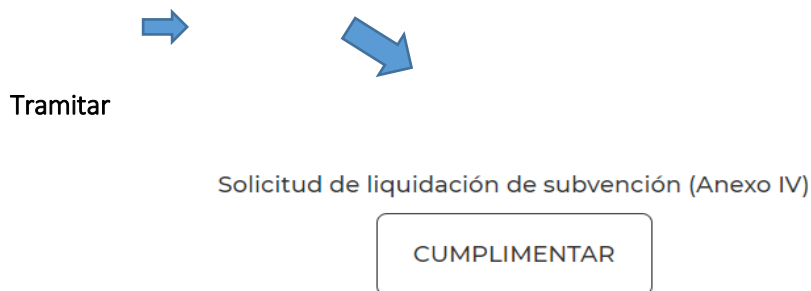 Tramitar
Solicitud de liquidación de subvención (Anexo IV)
CUMPLIMENTAR